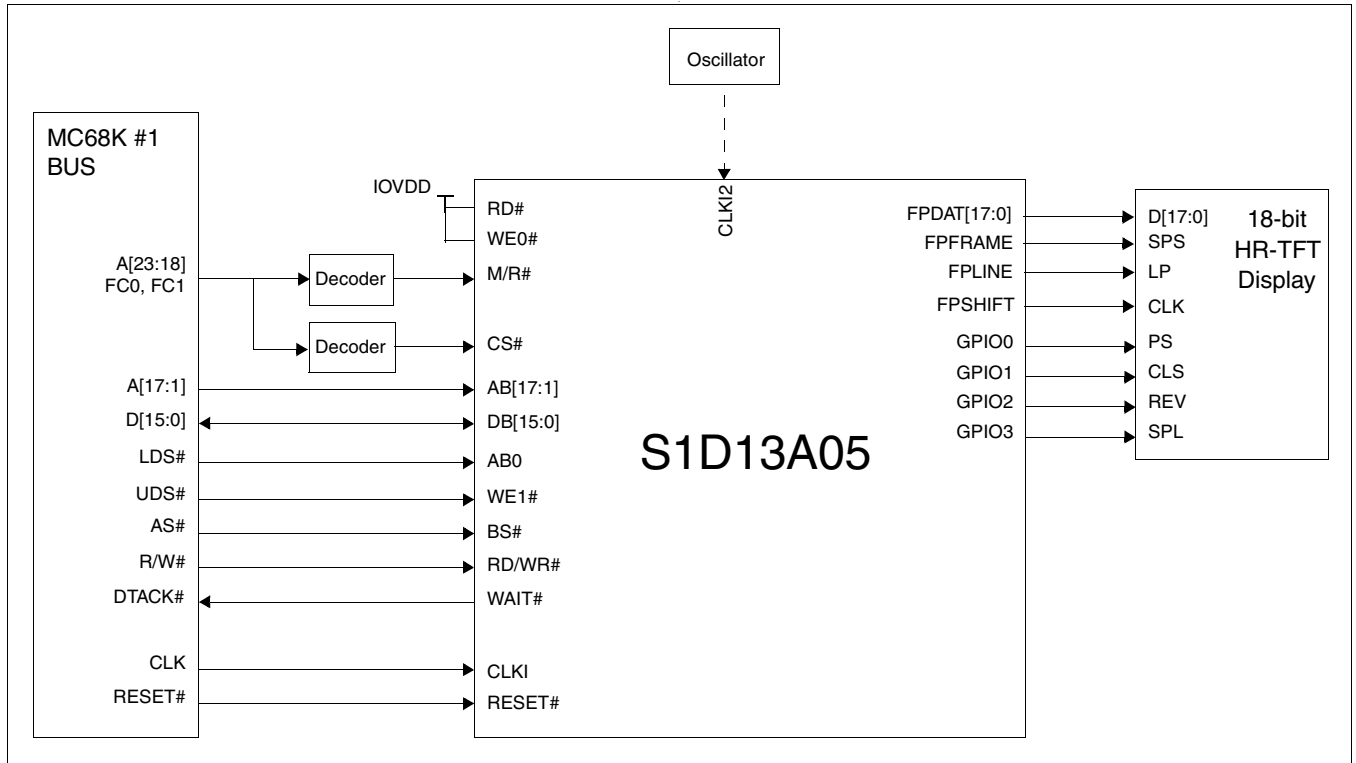 Oscillator
MC68K #1
BUS
A[23:18]
FC0, FC1
A[17:1]
D[15:0]
LDS#
UDS#
AS#
R/W#
DTACK#
CLK
RESET#
Decoder
Decoder
IOVDD
CLKI2
RD#
WE0#
M/R#
CS#
AB[17:1]
DB[15:0]
AB0
WE1#
BS#
RD/WR#
WAIT#
CLKI
RESET#
S1D13A05
FPDAT[17:0]
FPFRAME
FPLINE
FPSHIFT
GPIO0
GPIO1
GPIO2
GPIO3
D[17:0]
SPS
LP
CLK
PS
CLS
REV
SPL
18-bit
HR-TFT
Display